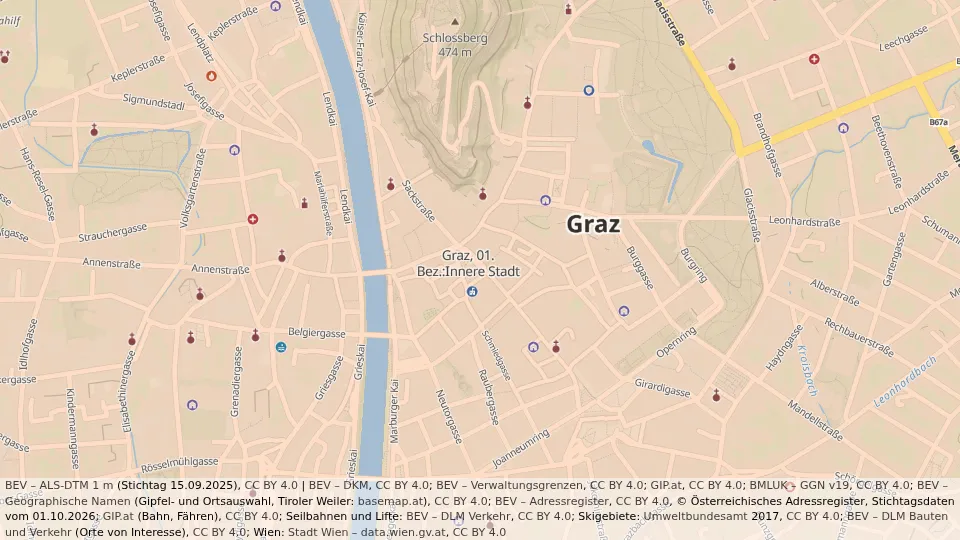 Keplerstraße
Lendplatz
Josefigasse
Lendkai
Kaiser-Franz-Josef-Kai
Schlossberg
474 m
Glacisstraße
Leechgasse
Keplerstraße
Sigmundstadl
Josefigasse
Lendkai
B67a
Brandhofgasse
Beethovenstraße
Hans-Resel-Gasse
Volksgartenstraße
Mariahilferstraße
Lendkai
Sackstraße
Graz
Glacisstraße
Leonhardstraße
Leonhardstraße
Strauchergasse
Annenstraße
Annenstraße
Graz, 01.
Bez.:Innere Stadt
Burggasse
Burgring
Gartengasse
Alberstraße
Idlhofgasse
Belgiergasse
Grieskai
Schmiedgasse
Opernring
Haydngasse
Rechbauerstraße
Kroisbach
Leonhardbach
Kindermanngasse
Elisabethinergasse
Grenadiergasse
Griesgasse
Marburger Kai
Neutorgasse
Raubergasse
Girardigasse
Mandellstraße
Joanneumring
Rösselmühlgasse
BEV – ALS-DTM 1 m (Stichtag 15.09.2025), CC BY 4.0 | BEV – DKM, CC BY 4.0; BEV – Verwaltungsgrenzen, CC BY 4.0; GIP.at, CC BY 4.0; BMLUK – GGN v19, CC BY 4.0; BEV –
Geographische Namen (Gipfel- und Ortsauswahl, Tiroler Weiler: basemap.at), CC BY 4.0; BEV – Adressregister, CC BY 4.0, © Österreichisches Adressregister, Stichtagsdaten
vom 01.10.2026; GIP.at (Bahn, Fähren), CC BY 4.0; Seilbahnen und Lifte: BEV – DLM Verkehr, CC BY 4.0; Skigebiete: Umweltbundesamt 2017, CC BY 4.0; BEV – DLM Bauten
und Verkehr (Orte von Interesse), CC BY 4.0; Wien: Stadt Wien – data.wien.gv.at, CC BY 4.0